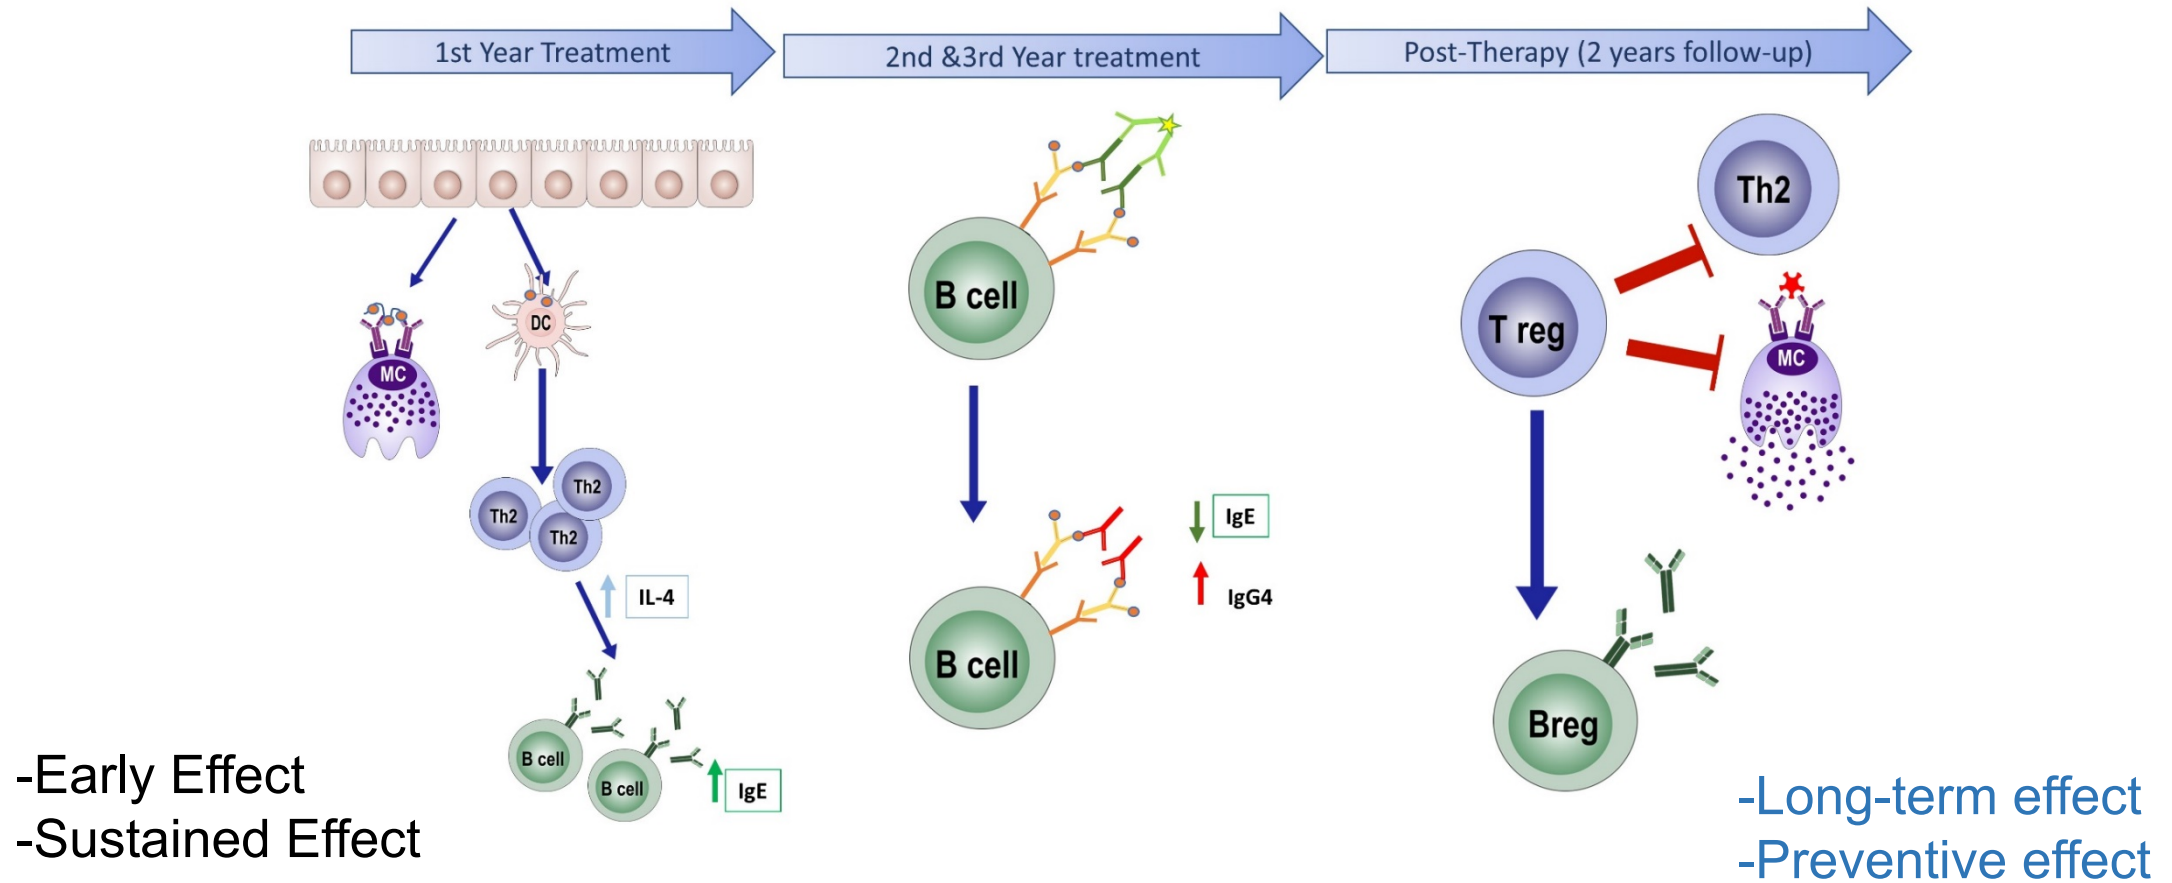 1st Year Treatment
2nd &3rd Year treatment
Post-Therapy (2 years follow-up)
MC
DC
Th2
Th2
Th2
IL-4
B cell
B cell
IgE
B cell
B cell
IgE
IgG4
Th2
T reg
MC
Breg
-Early Effect
-Sustained Effect
-Long-term effect
-Preventive effect